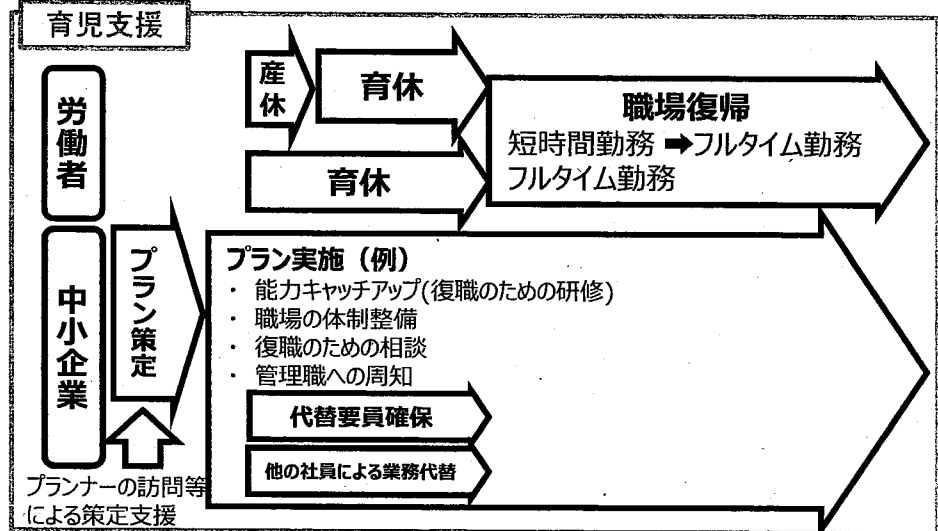 育児支援
労働者
産休
育休
育休
職場復帰
短時間勤務 ➡フルタイム勤務
フルタイム勤務
中小企業
プラン策定
プランナーの訪問等
による策定支援
プラン実施（例）
・ 能力キャッチアップ(復職のための研修)
・ 職場の体制整備
・ 復職のための相談
・ 管理職への周知
代替要員確保
他の社員による業務代替